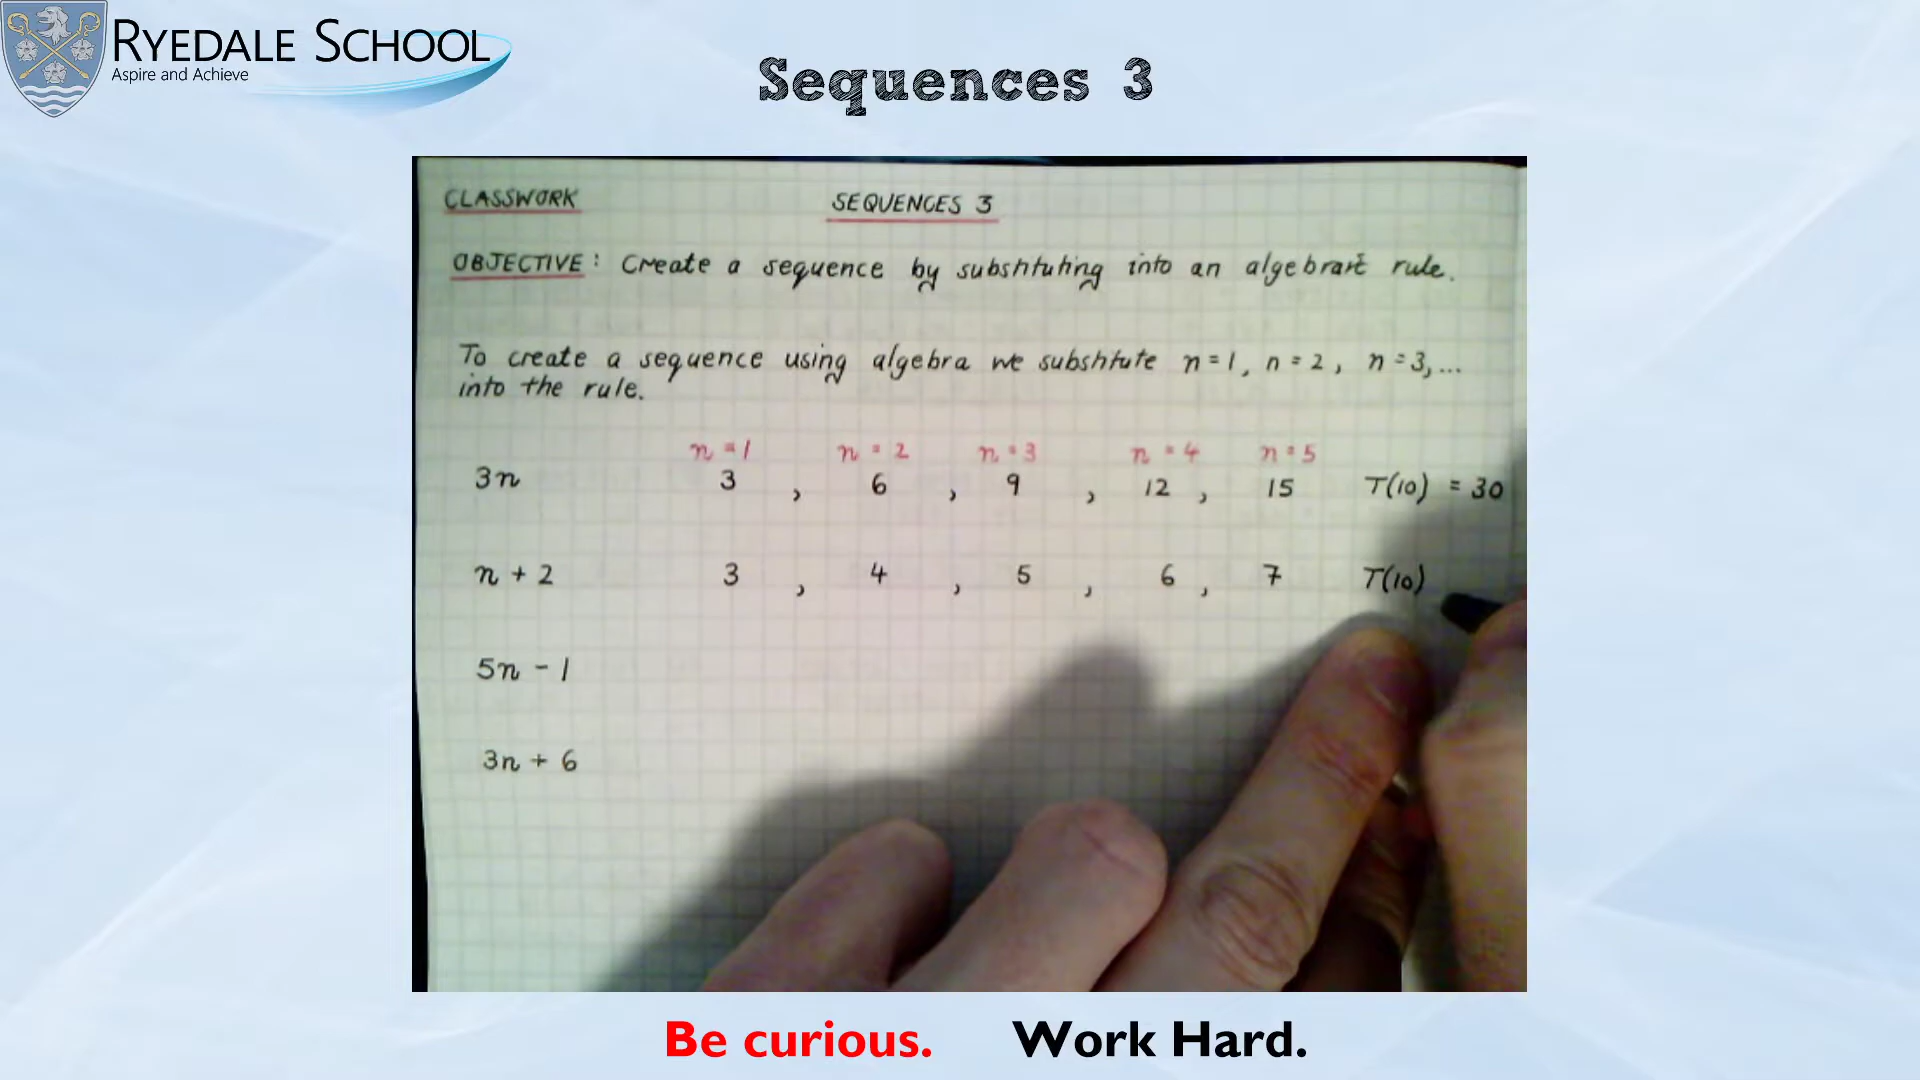 RYEDALE SCHOOL
Aspire and Achieve
Sequences 3
CLASSWORK SEQUENCES 3
OBJECTIVE: Create a sequence by substituting into an algebraic rule.
To create a sequence using algebra we substitute n=1, n=2, n=3,...
into the rule.
n=1 n=2 n=3 n=4 n=5
3n 3, 6, 9, 12, 15 T(10) = 30
n+2 3, 4, 5, 6, 7 T(10)
5n - 1
3n + 6
Be curious. Work Hard.